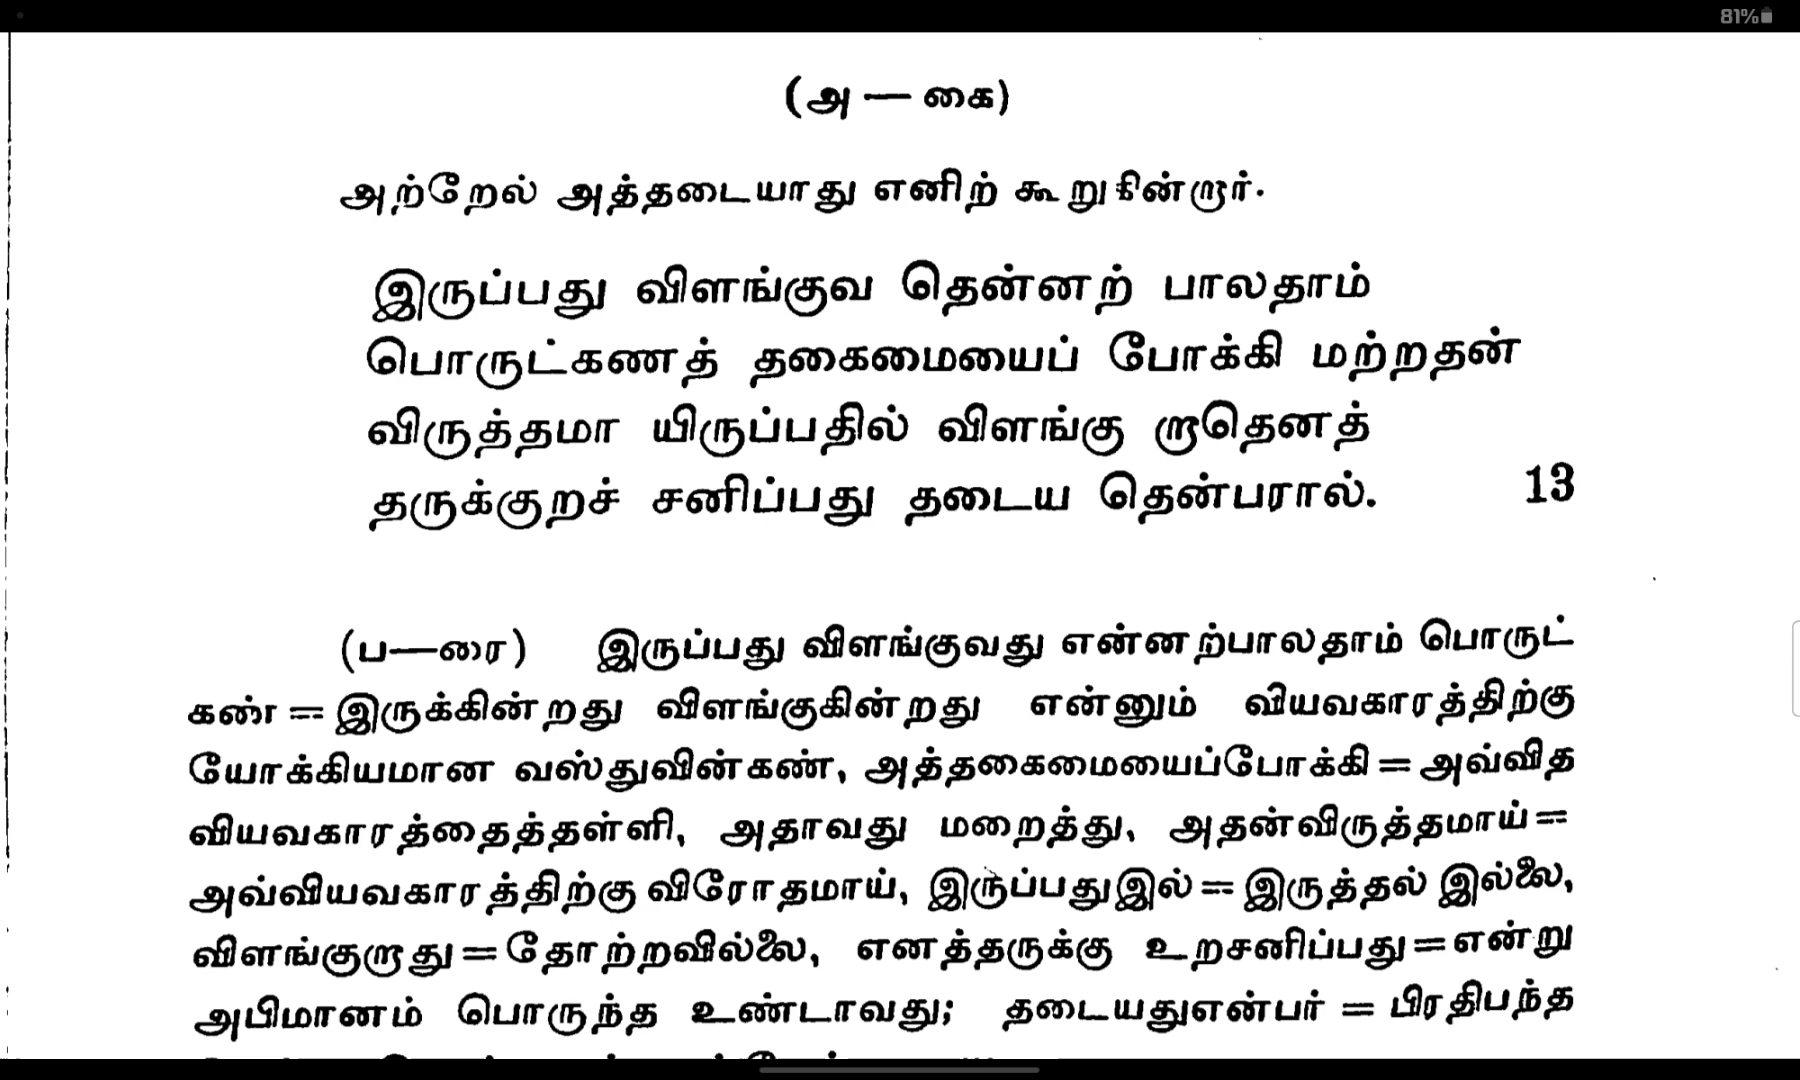 81%
(அ — கை)
அற்றேல் அத்தடையாது எனிற் கூறுகின்றார்.
இருப்பது விளங்குவ தென்னற் பாலதாம்
பொருட்கணத் தகைமையைப் போக்கி மற்றதன்
விருத்தமா யிருப்பதில் விளங்கு றாதெனத்
தருக்குறச் சனிப்பது தடைய தென்பரால். 13
(ப—ரை) இருப்பது விளங்குவது என்னற்பாலதாம் பொருட்
கண் = இருக்கின்றது விளங்குகின்றது என்னும் வியவகாரத்திற்கு
யோக்கியமான வஸ்துவின்கண், அத்தகைமையைப்போக்கி = அவ்வித
வியவகாரத்தைத்தள்ளி, அதாவது மறைத்து, அதன்விருத்தமாய் =
அவ்வியவகாரத்திற்கு விரோதமாய், இருப்பதுஇல் = இருத்தல் இல்லை,
விளங்குறாது = தோற்றவில்லை, எனத்தருக்கு உறசனிப்பது = என்று
அபிமானம் பொருந்த உண்டாவது; தடையதுஎன்பர் = பிரதிபந்த